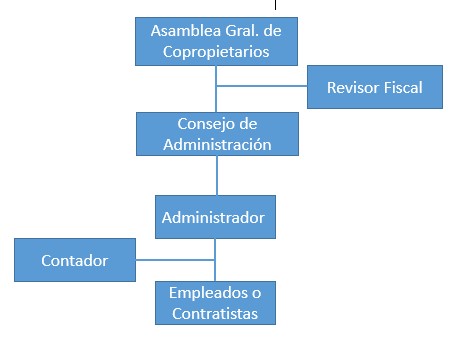 Asamblea Gral. de
Copropietarios
Revisor Fiscal
Consejo de
Administración
Administrador
Contador
Empleados o
Contratistas